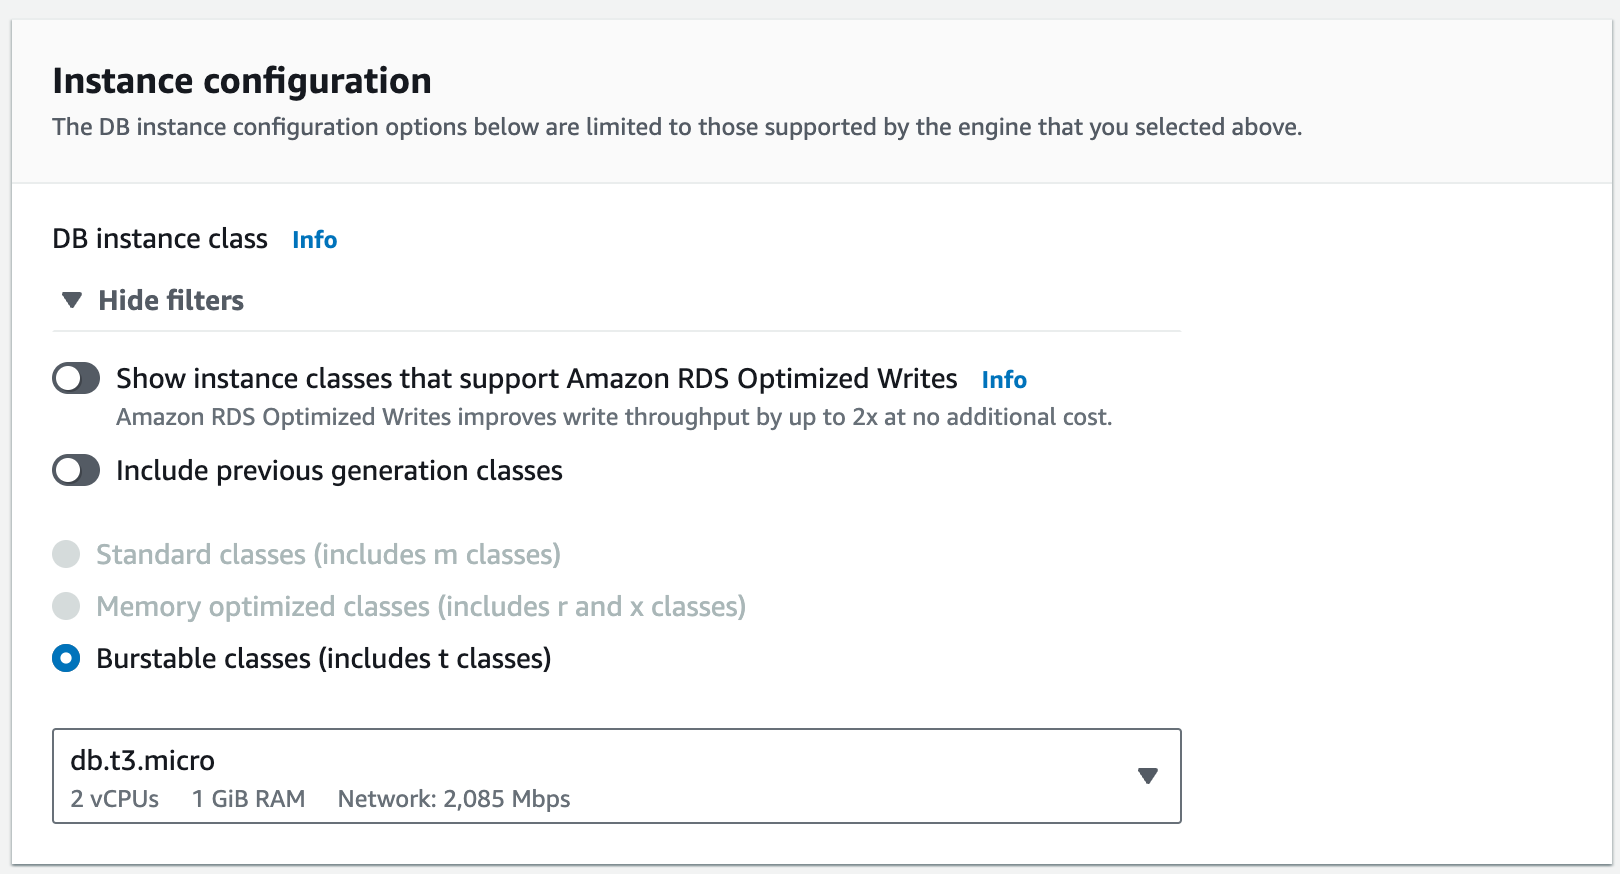 Instance configuration
The DB instance configuration options below are limited to those supported by the engine that you selected above.
DB instance class Info
Hide filters
Show instance classes that support Amazon RDS Optimized Writes Info
Amazon RDS Optimized Writes improves write throughput by up to 2x at no additional cost.
Include previous generation classes
Standard classes (includes m classes)
Memory optimized classes (includes r and x classes)
Burstable classes (includes t classes)
db.t3.micro
2 vCPUs 1 GiB RAM Network: 2,085 Mbps